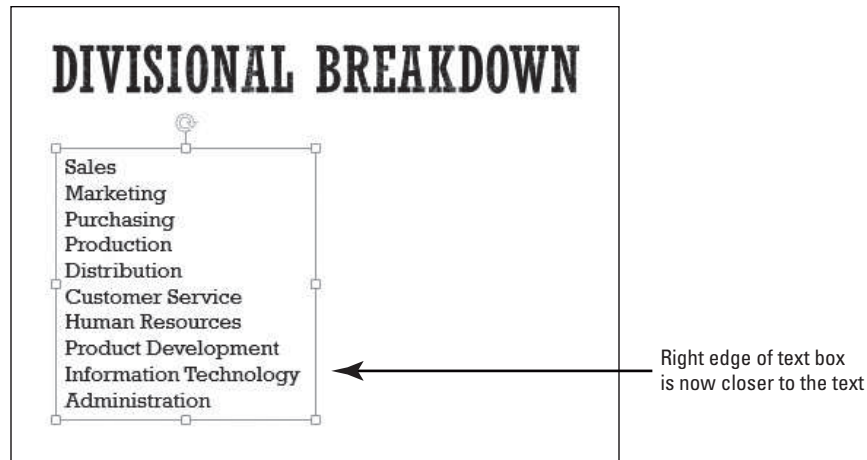 DIVISIONAL BREAKDOWN
Sales
Marketing
Purchasing
Production
Distribution
Customer Service
Human Resources
Product Development
Information Technology
Administration
Right edge of text box
is now closer to the text